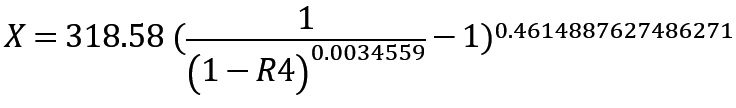 X = 318.58 (1/(1 − R4)^0.0034559 − 1)^0.4614887627486271